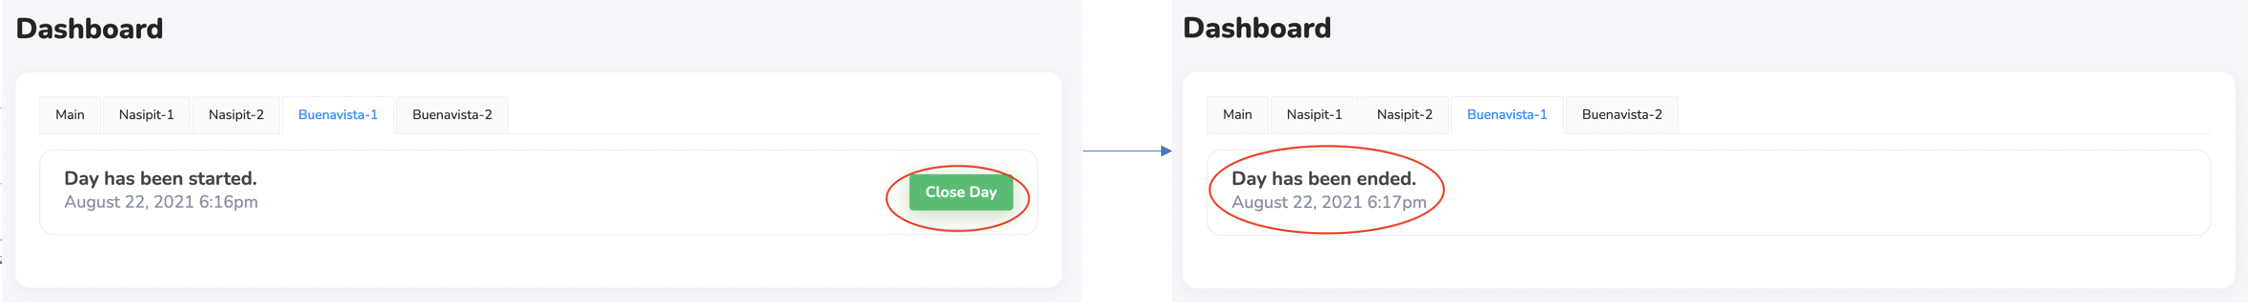 Dashboard
Main Nasipit-1 Nasipit-2 Buenavista-1 Buenavista-2
Day has been started.
August 22, 2021 6:16pm
Close Day
Dashboard
Main Nasipit-1 Nasipit-2 Buenavista-1 Buenavista-2
Day has been ended.
August 22, 2021 6:17pm